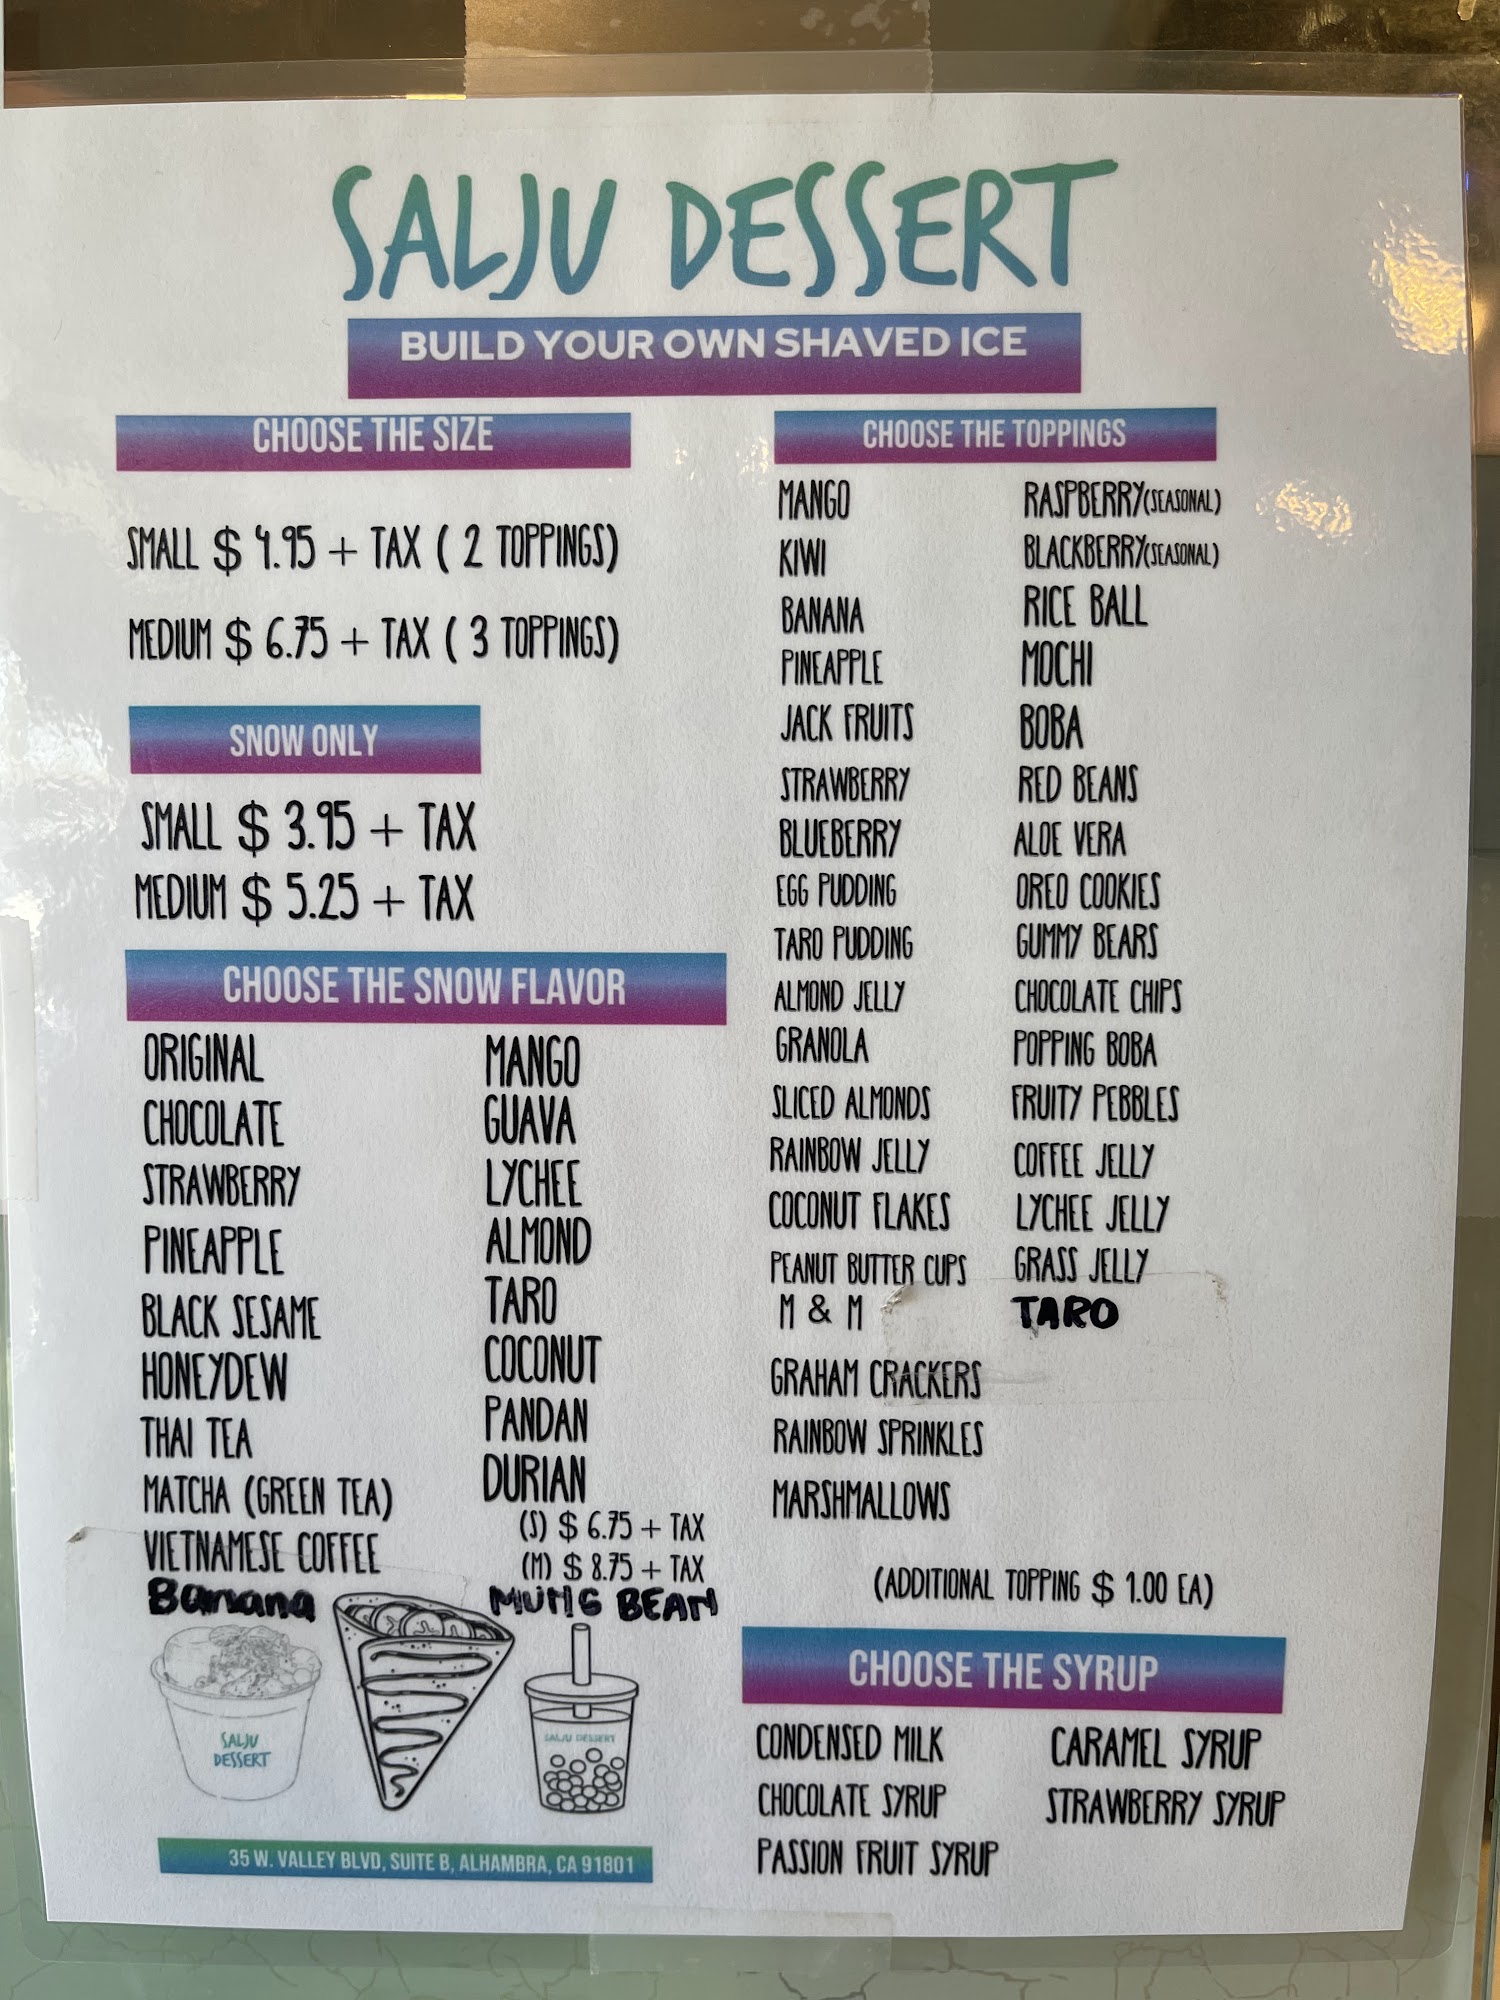 SALJU DESSERT
BUILD YOUR OWN SHAVED ICE
CHOOSE THE SIZE
SMALL $ 4.95 + TAX ( 2 TOPPINGS)
MEDIUM $ 6.75 + TAX ( 3 TOPPINGS)
SNOW ONLY
SMALL $ 3.95 + TAX
MEDIUM $ 5.25 + TAX
CHOOSE THE SNOW FLAVOR
ORIGINAL
CHOCOLATE
STRAWBERRY
PINEAPPLE
BLACK SESAME
HONEYDEW
THAI TEA
MATCHA (GREEN TEA)
VIETNAMESE COFFEE
Banana
MANGO
GUAVA
LYCHEE
ALMOND
TARO
COCONUT
PANDAN
DURIAN
(S) $ 6.75 + TAX
(M) $ 8.75 + TAX
MUNG BEAN
SALJU
DESSERT
SALJU DESSERT
35 W. VALLEY BLVD, SUITE B, ALHAMBRA, CA 91801
CHOOSE THE TOPPINGS
MANGO
KIWI
BANANA
PINEAPPLE
JACK FRUITS
STRAWBERRY
BLUEBERRY
EGG PUDDING
TARO PUDDING
ALMOND JELLY
GRANOLA
SLICED ALMONDS
RAINBOW JELLY
COCONUT FLAKES
PEANUT BUTTER CUPS
M & M
GRAHAM CRACKERS
RAINBOW SPRINKLES
MARSHMALLOWS
RASPBERRY(SEASONAL)
BLACKBERRY(SEASONAL)
RICE BALL
MOCHI
BOBA
RED BEANS
ALOE VERA
OREO COOKIES
GUMMY BEARS
CHOCOLATE CHIPS
POPPING BOBA
FRUITY PEBBLES
COFFEE JELLY
LYCHEE JELLY
GRASS JELLY
TARO
(ADDITIONAL TOPPING $ 1.00 EA)
CHOOSE THE SYRUP
CONDENSED MILK
CHOCOLATE SYRUP
PASSION FRUIT SYRUP
CARAMEL SYRUP
STRAWBERRY SYRUP